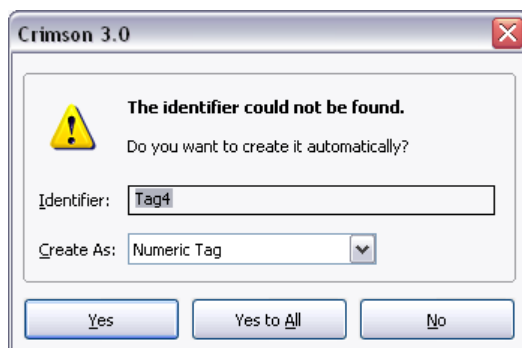 Crimson 3.0
The identifier could not be found.
Do you want to create it automatically?
Identifier: Tag4
Create As: Numeric Tag
Yes Yes to All No